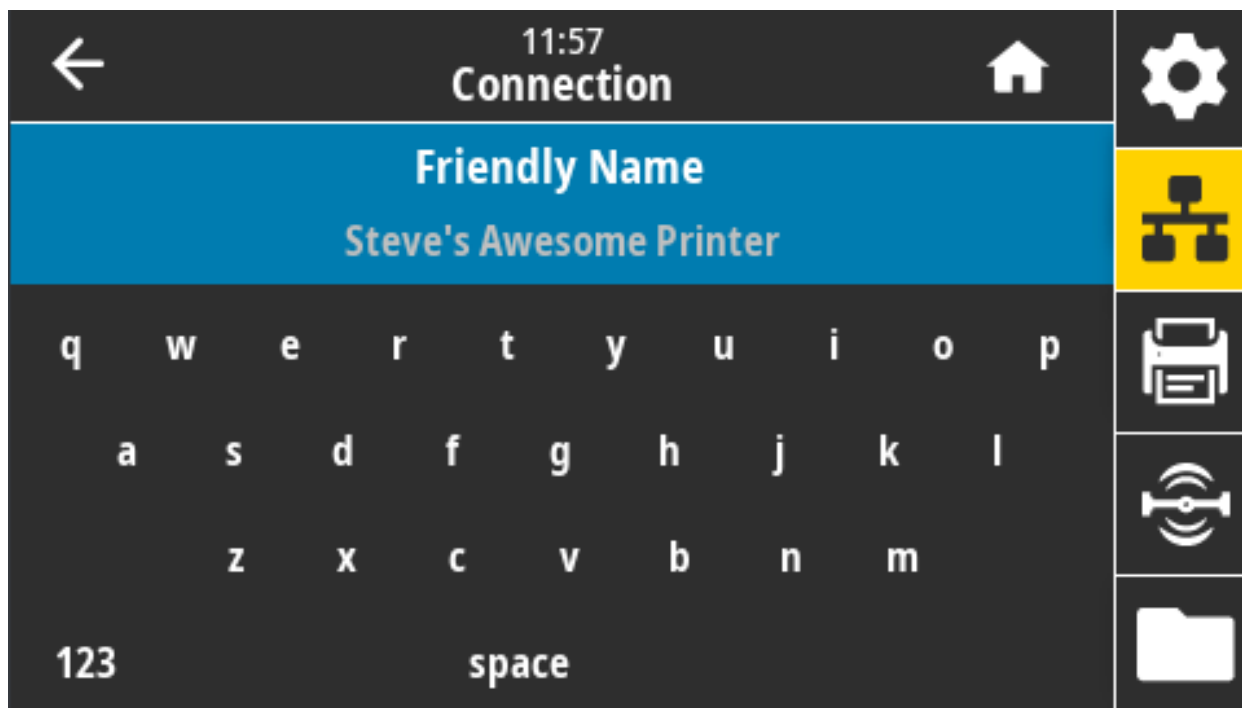 11:57
Connection
Friendly Name
Steve's Awesome Printer
q w e r t y u i o p
a s d f g h j k l
z x c v b n m
123 space